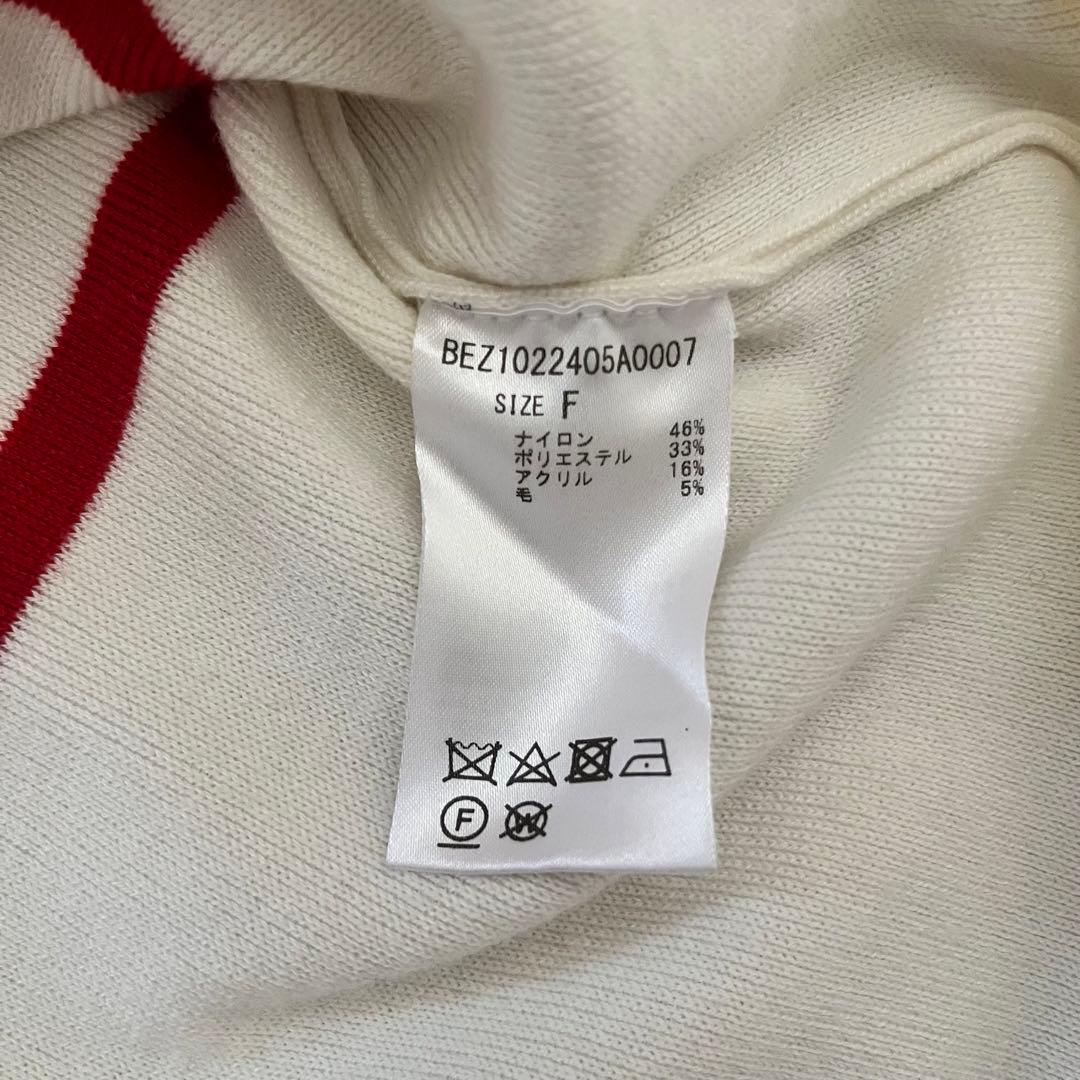 BEZ1022405A0007
SIZE F
ナイロン 46%
ポリエステル 33%
アクリル 16%
毛 5%
F
W